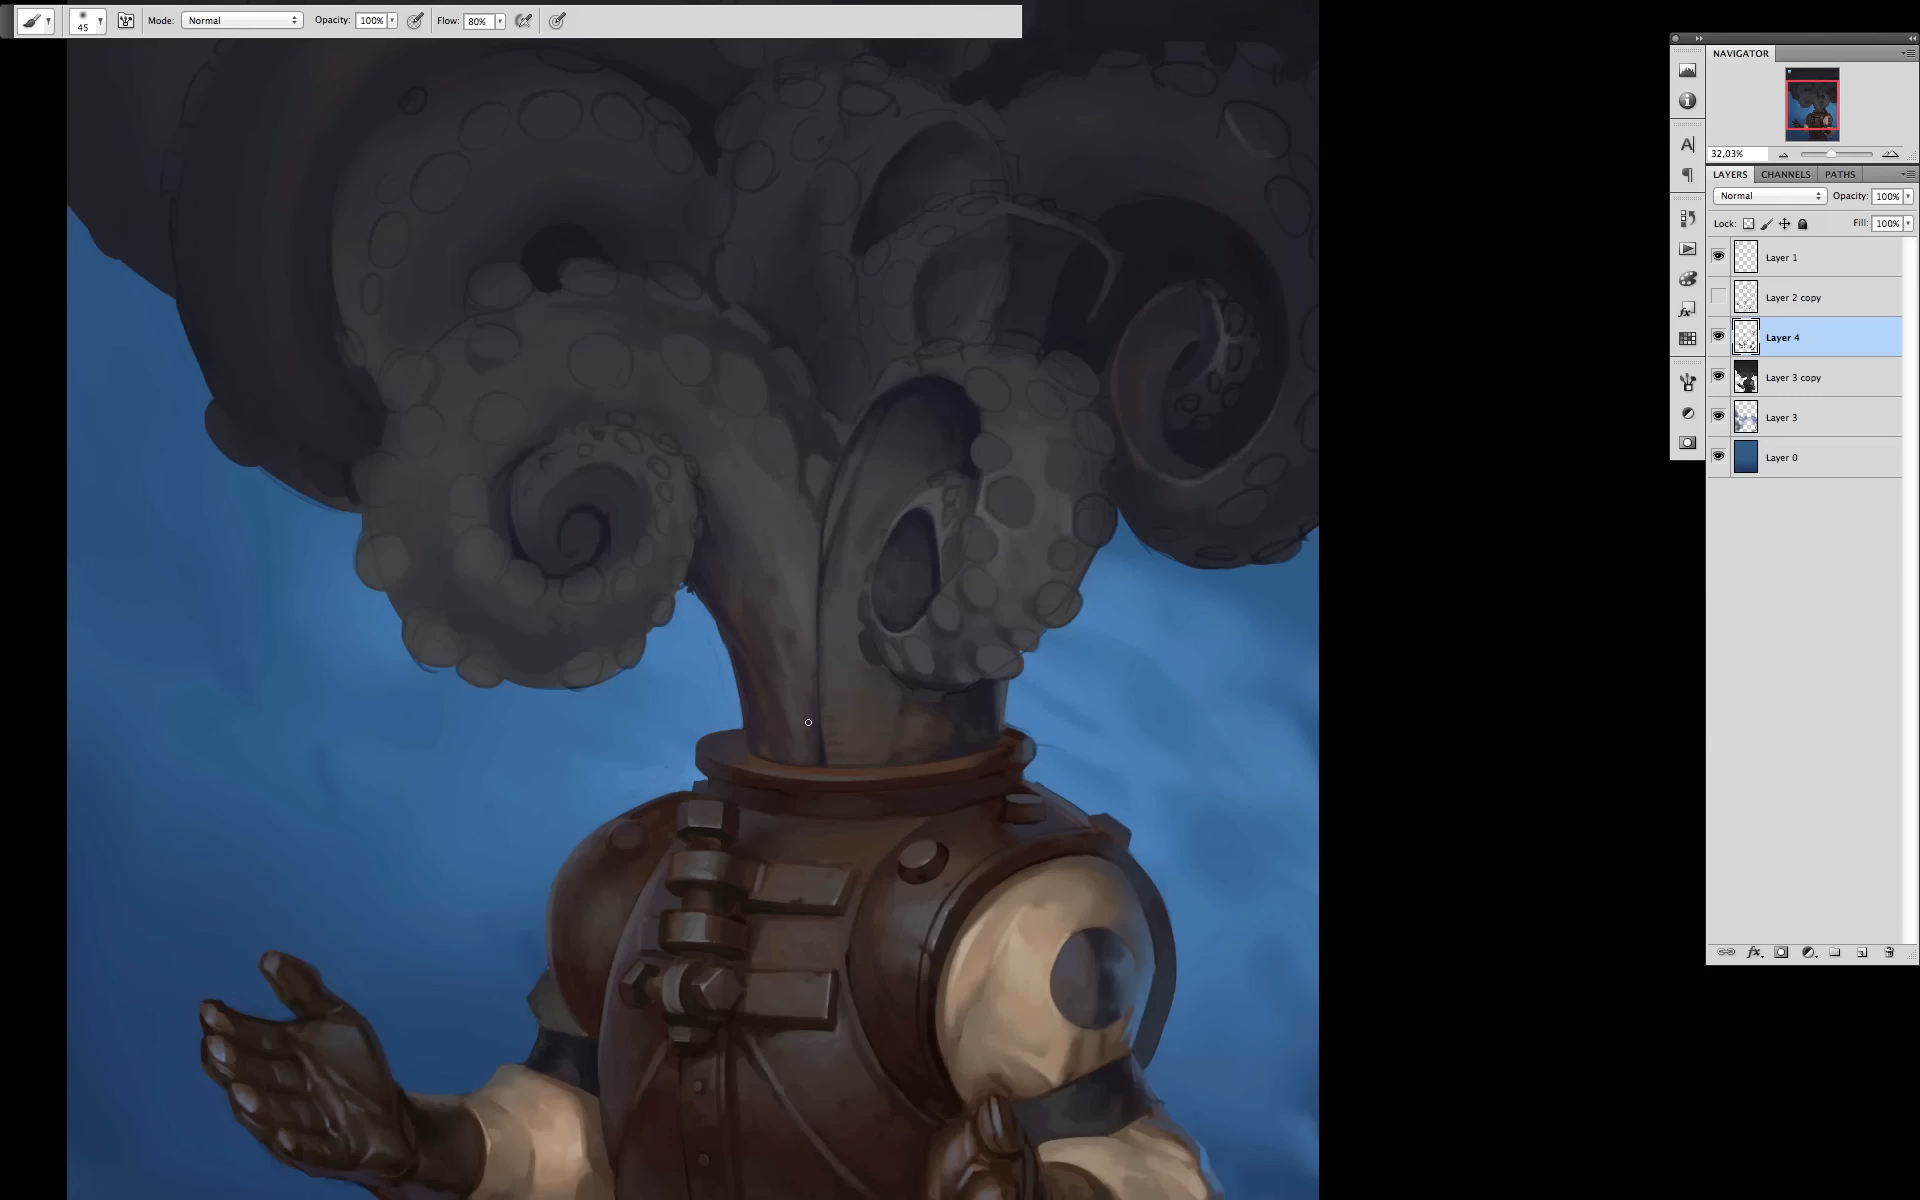 Mode: Normal Opacity: 100% Flow: 80%
45
NAVIGATOR
32,03%
LAYERS CHANNELS PATHS
Normal Opacity: 100%
Lock: Fill: 100%
Layer 1
Layer 2 copy
Layer 4
Layer 3 copy
Layer 3
Layer 0